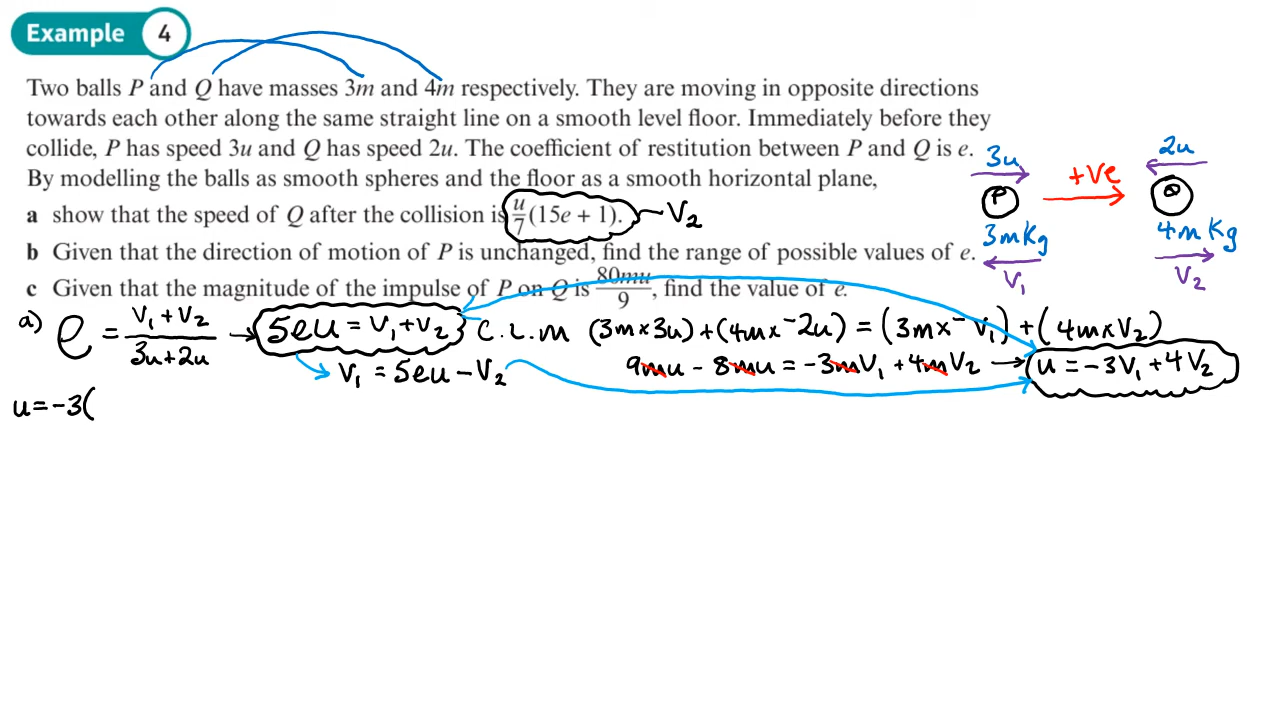 Example 4
Two balls P and Q have masses 3m and 4m respectively. They are moving in opposite directions
towards each other along the same straight line on a smooth level floor. Immediately before they
collide, P has speed 3u and Q has speed 2u. The coefficient of restitution between P and Q is e.
By modelling the balls as smooth spheres and the floor as a smooth horizontal plane,
a show that the speed of Q after the collision is u/7 (15e + 1). V₂
b Given that the direction of motion of P is unchanged, find the range of possible values of e.
c Given that the magnitude of the impulse of P on Q is 80mu/9, find the value of e.
3u +ve 2u
P Q
3m Kg 4m Kg
V₁ V₂
a) e = (V₁ + V₂)/(3u + 2u) → 5eu = V₁ + V₂ C.L.M (3m × 3u) + (4m × ⁻2u) = (3m × ⁻V₁) + (4m × V₂)
V₁ = 5eu − V₂ 9mu − 8mu = −3mV₁ + 4mV₂ → u = −3V₁ + 4V₂
u = −3(